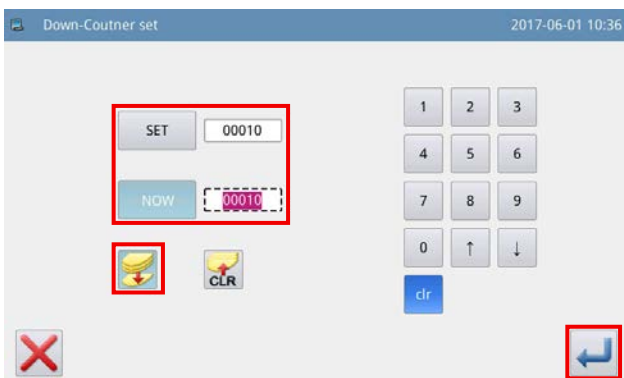 Down-Coutner set 2017-06-01 10:36
SET 00010
1 2 3
4 5 6
NOW 00010
7 8 9
0 ↑ ↓
CLR
clr